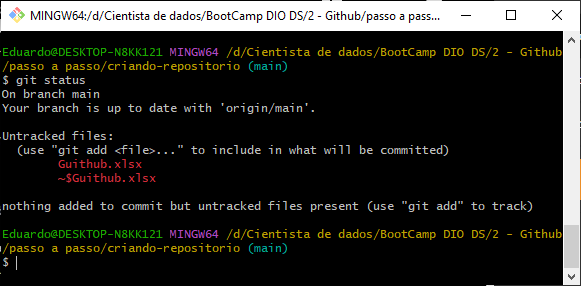 MINGW64:/d/Cientista de dados/BootCamp DIO DS/2 - Github/passo a pass...
Eduardo@DESKTOP-N8KK121 MINGW64 /d/Cientista de dados/BootCamp DIO DS/2 - Github
/passo a passo/criando-repositorio (main)
$ git status
On branch main
Your branch is up to date with 'origin/main'.
Untracked files:
(use "git add <file>..." to include in what will be committed)
Guithub.xlsx
~$Guithub.xlsx
nothing added to commit but untracked files present (use "git add" to track)
Eduardo@DESKTOP-N8KK121 MINGW64 /d/Cientista de dados/BootCamp DIO DS/2 - Github
/passo a passo/criando-repositorio (main)
$